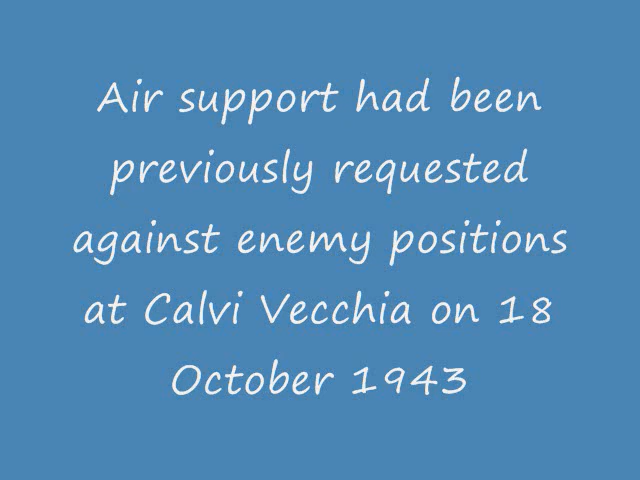 Air support had been
previously requested
against enemy positions
at Calvi Vecchia on 18
October 1943